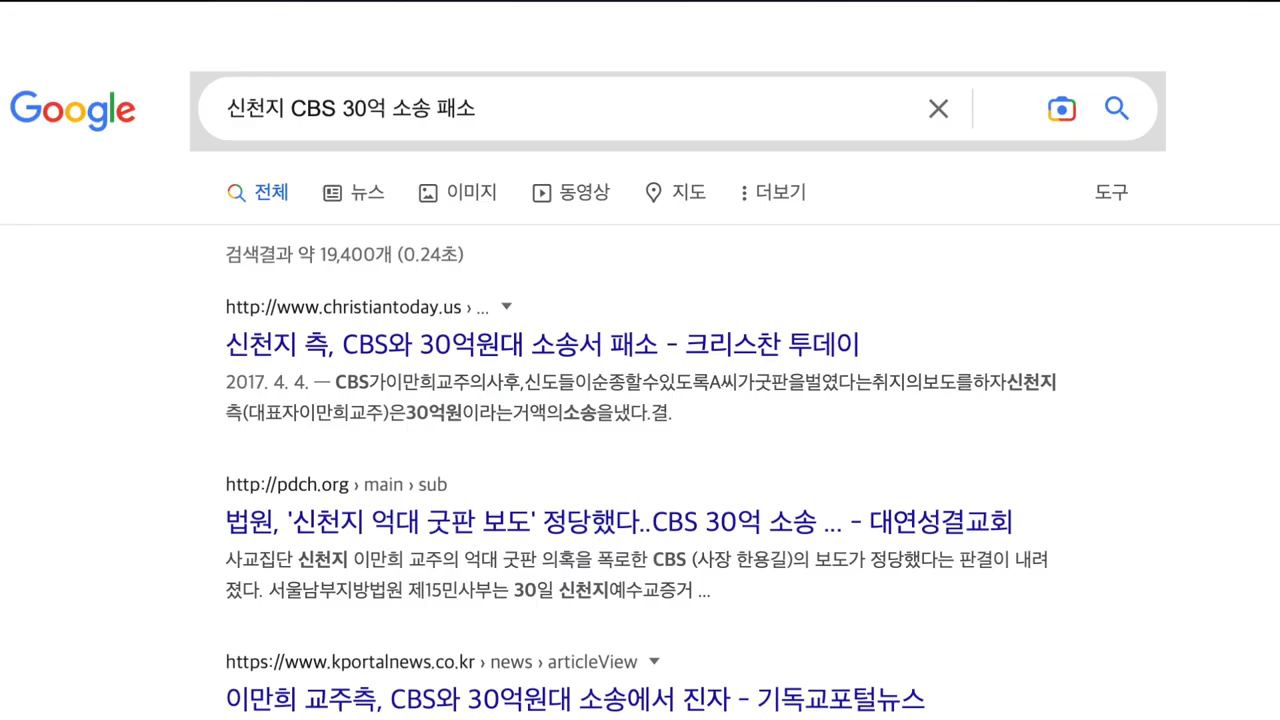 Google
신천지 CBS 30억 소송 패소
전체 뉴스 이미지 동영상 지도 더보기 도구
검색결과 약 19,400개 (0.24초)
http://www.christiantoday.us › ...
신천지 측, CBS와 30억원대 소송서 패소 - 크리스찬 투데이
2017. 4. 4. — CBS가이만희교주의사후,신도들이순종할수있도록A씨가굿판을벌였다는취지의보도를하자신천지
측(대표자이만희교주)은30억원이라는거액의소송을냈다.결.
http://pdch.org › main › sub
법원, '신천지 억대 굿판 보도' 정당했다..CBS 30억 소송 ... - 대연성결교회
사교집단 신천지 이만희 교주의 억대 굿판 의혹을 폭로한 CBS (사장 한용길)의 보도가 정당했다는 판결이 내려
졌다. 서울남부지방법원 제15민사부는 30일 신천지예수교증거 ...
https://www.kportalnews.co.kr › news › articleView
이만희 교주측, CBS와 30억원대 소송에서 진자 - 기독교포털뉴스